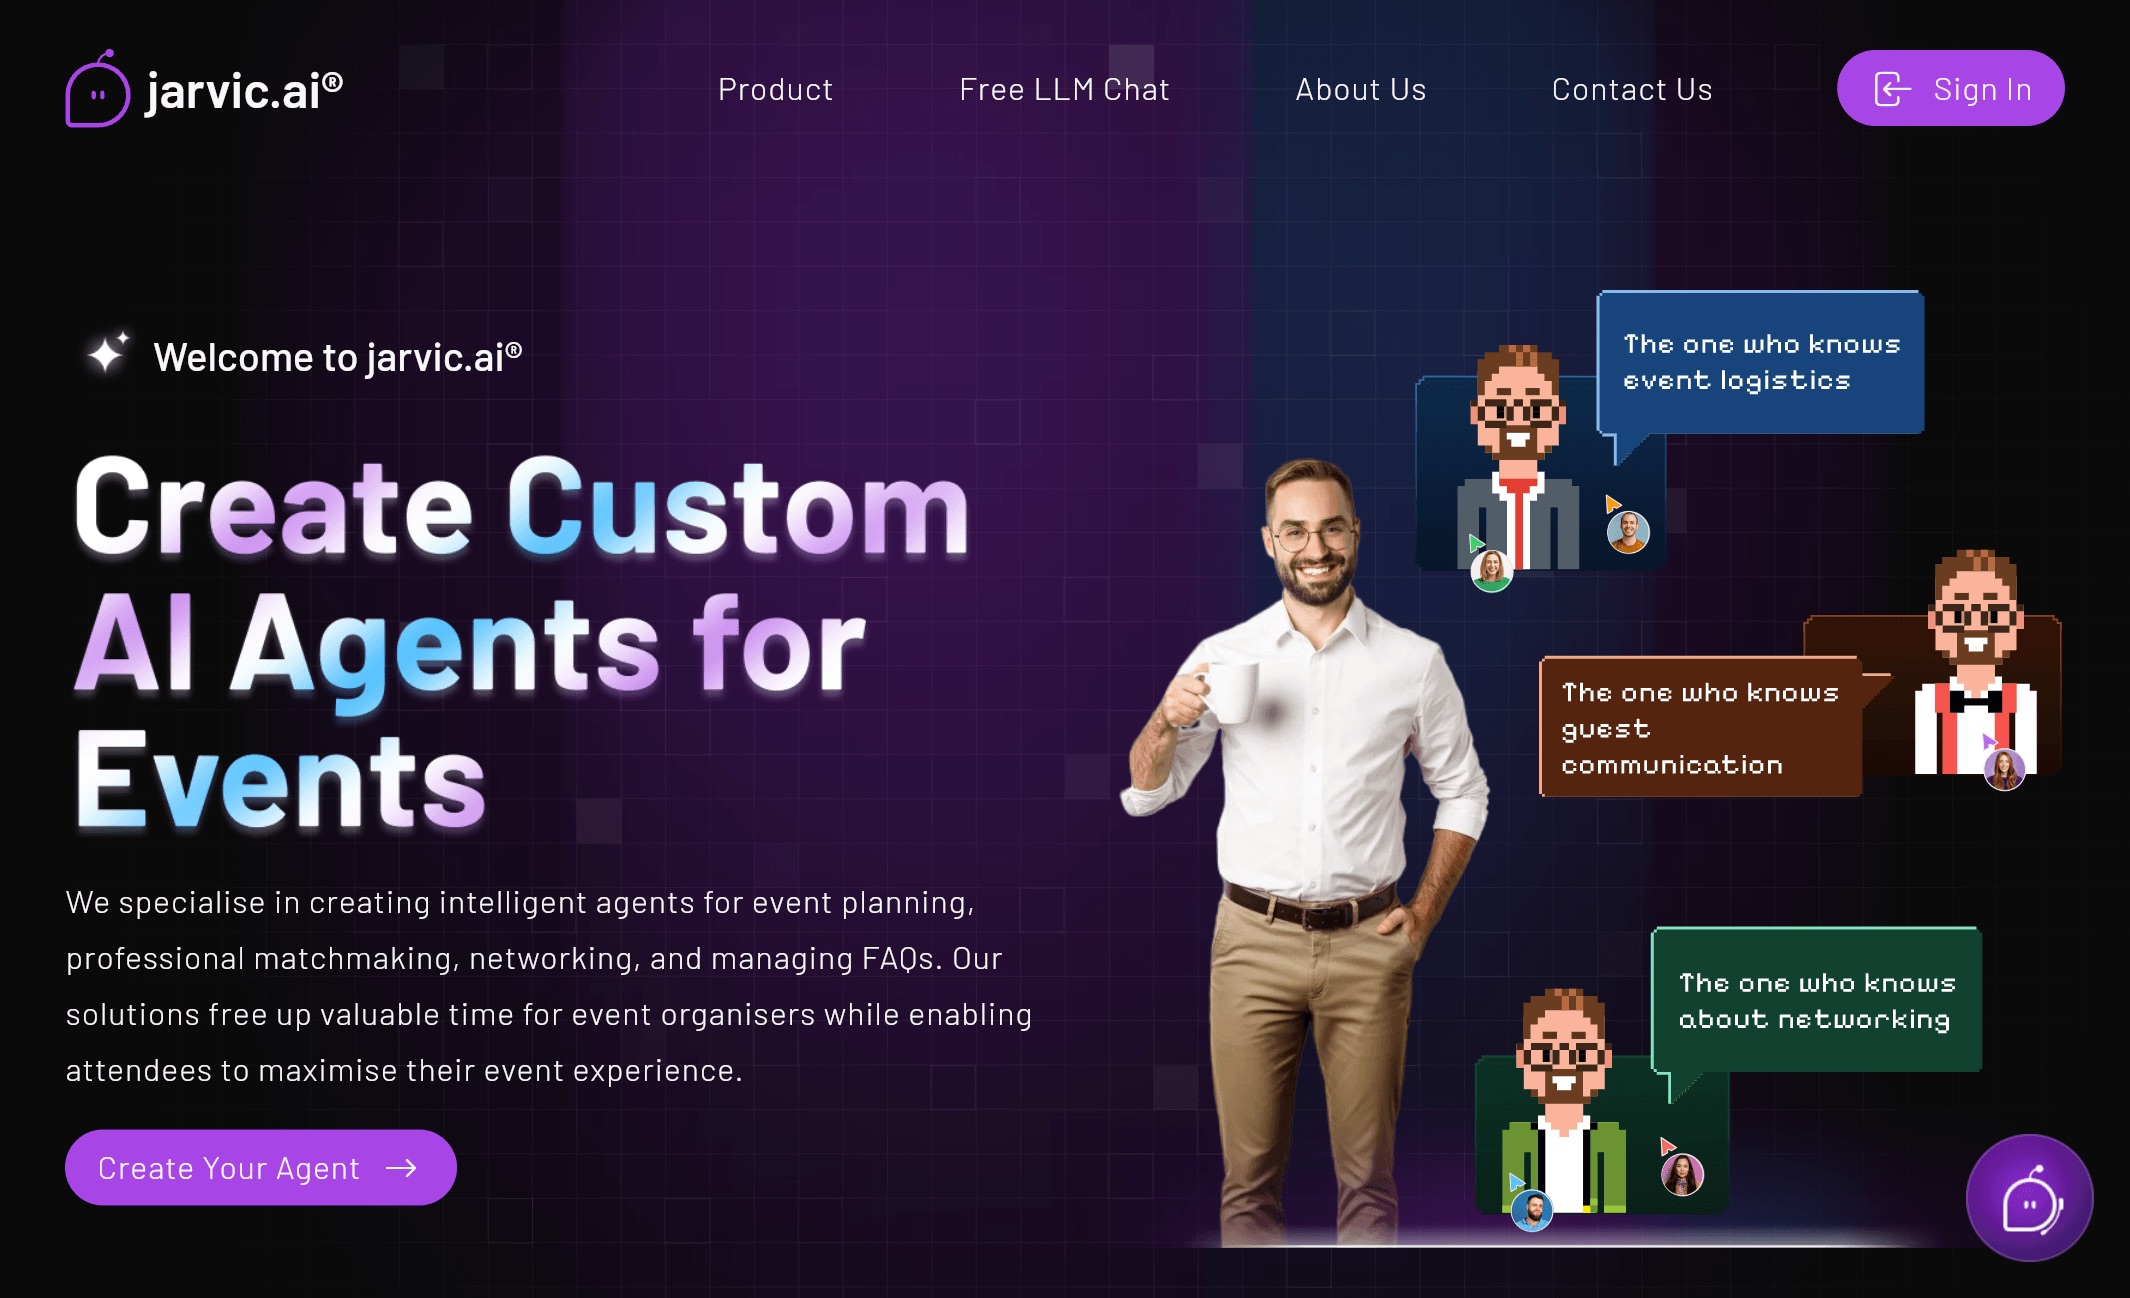 jarvic.ai®
Product
Free LLM Chat
About Us
Contact Us
Sign In
Welcome to jarvic.ai®
Create Custom
AI Agents for
Events
We specialise in creating intelligent agents for event planning,
professional matchmaking, networking, and managing FAQs. Our
solutions free up valuable time for event organisers while enabling
attendees to maximise their event experience.
Create Your Agent
The one who knows
event logistics
The one who knows
guest
communication
The one who knows
about networking